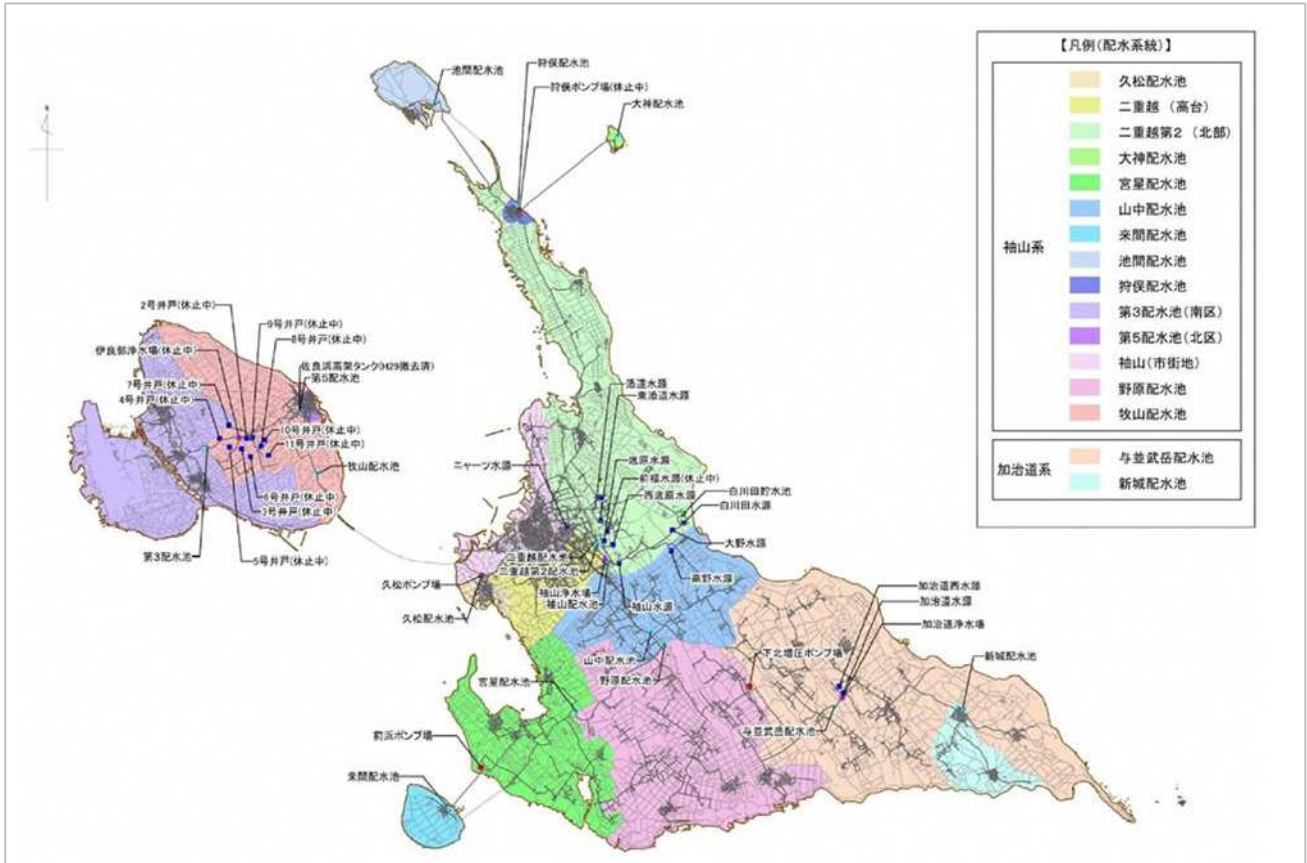 【凡例(配水系統)】
袖山系
久松配水池
二重越 (高台)
二重越第2 (北部)
大神配水池
宮星配水池
山中配水池
来間配水池
池間配水池
狩俣配水池
第3配水池(南区)
第5配水池(北区)
袖山(市街地)
野原配水池
牧山配水池
加治道系
与並武岳配水池
新城配水池
池間配水池
狩俣配水池
狩俣ポンプ場(休止中)
大神配水池
2号井戸(休止中)
9号井戸(休止中)
8号井戸(休止中)
伊良部浄水場(休止中)
佐良浜高架タンク(H29撤去済)
第5配水池
7号井戸(休止中)
4号井戸(休止中)
10号井戸(休止中)
11号井戸(休止中)
牧山配水池
6号井戸(休止中)
3号井戸(休止中)
第3配水池
5号井戸(休止中)
添道水源
東添道水源
ニャーツ水源
底原水源
前福水源(休止中)
西底原水源
白川田貯水池
白川田水源
大野水源
高野水源
二重越配水池
二重越第2配水池
袖山浄水場
袖山配水池
袖山水源
久松ポンプ場
久松配水池
加治道西水源
加治道水源
加治道浄水場
山中配水池
野原配水池
下北増圧ポンプ場
新城配水池
宮星配水池
与並武岳配水池
前浜ポンプ場
来間配水池